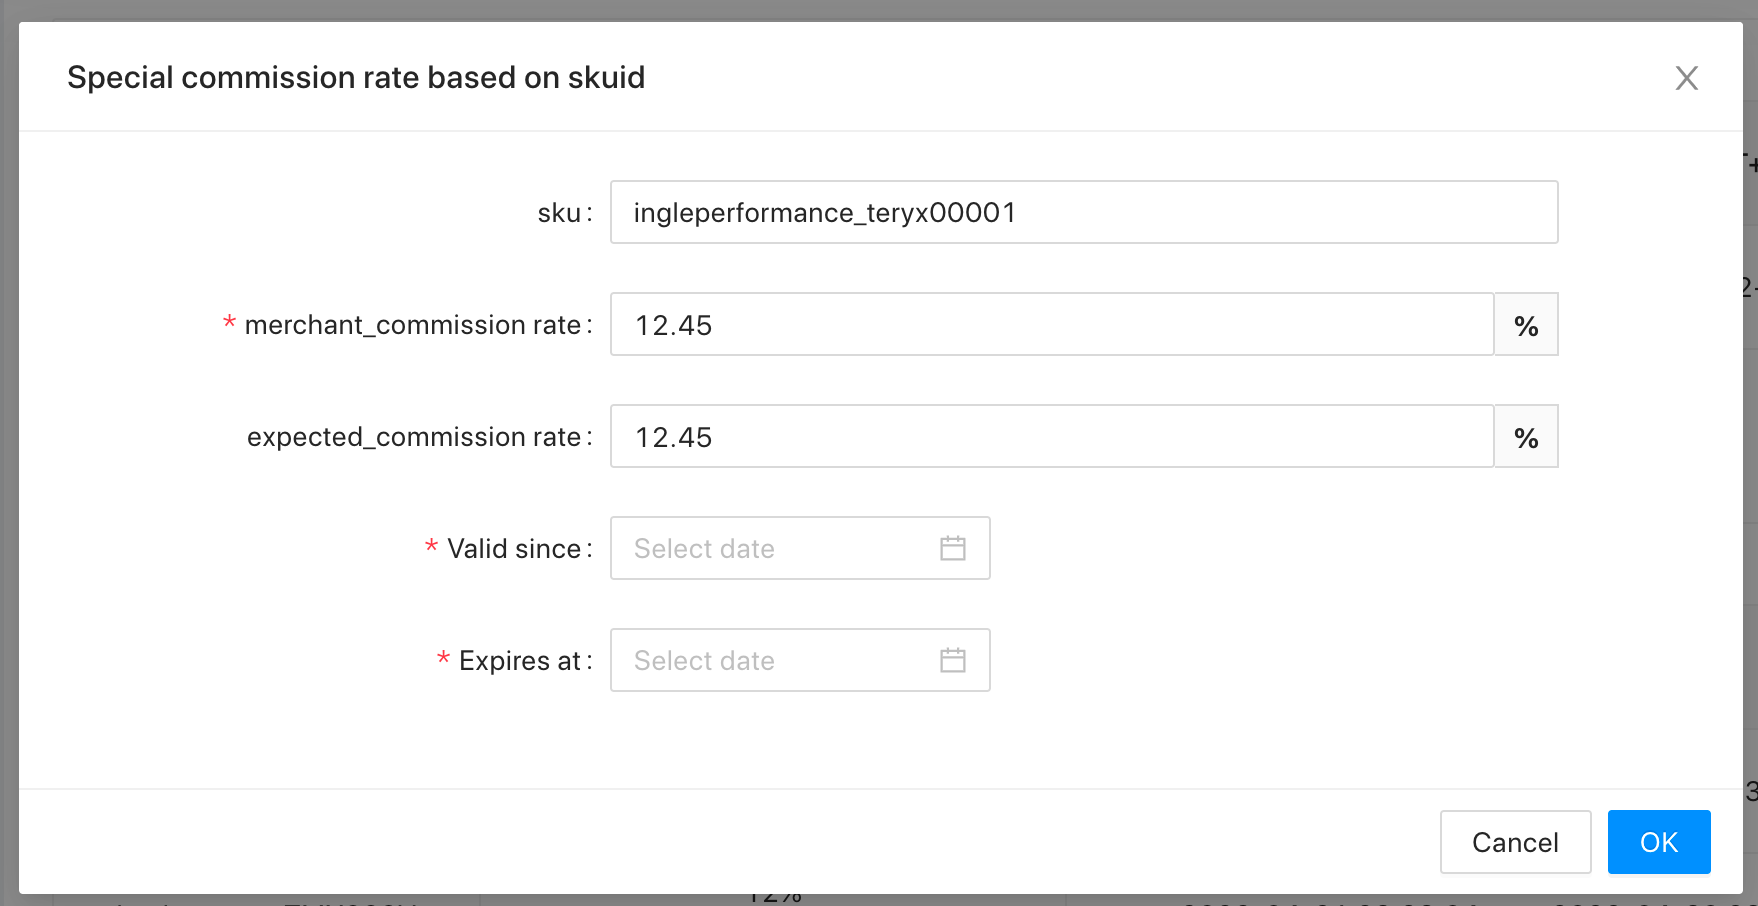 Special commission rate based on skuid
sku: ingleperformance_teryx00001
* merchant_commission rate: 12.45 %
expected_commission rate: 12.45 %
* Valid since: Select date
* Expires at: Select date
Cancel OK
12%